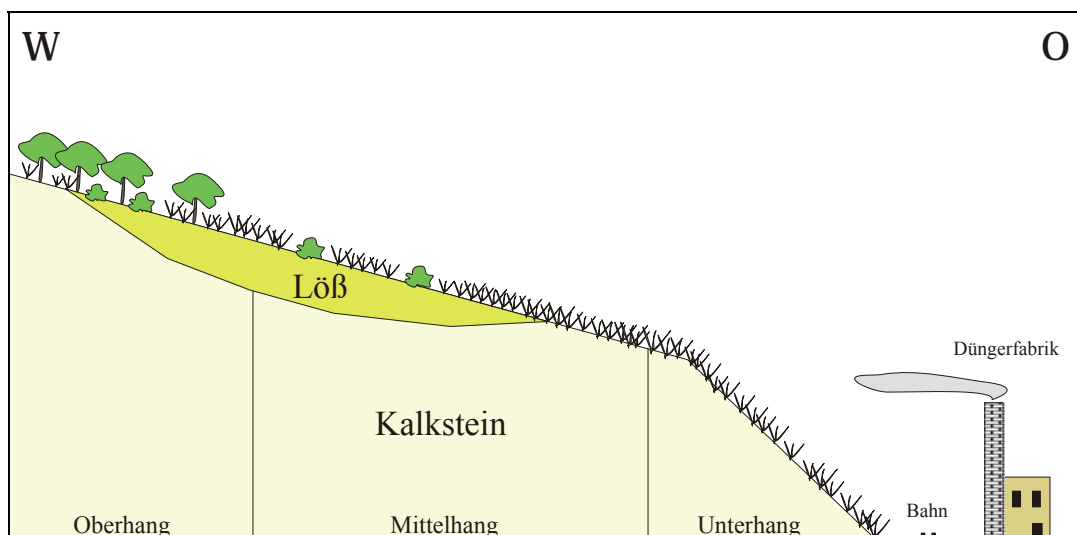 W
O
Löß
Düngerfabrik
Kalkstein
Bahn
Oberhang
Mittelhang
Unterhang